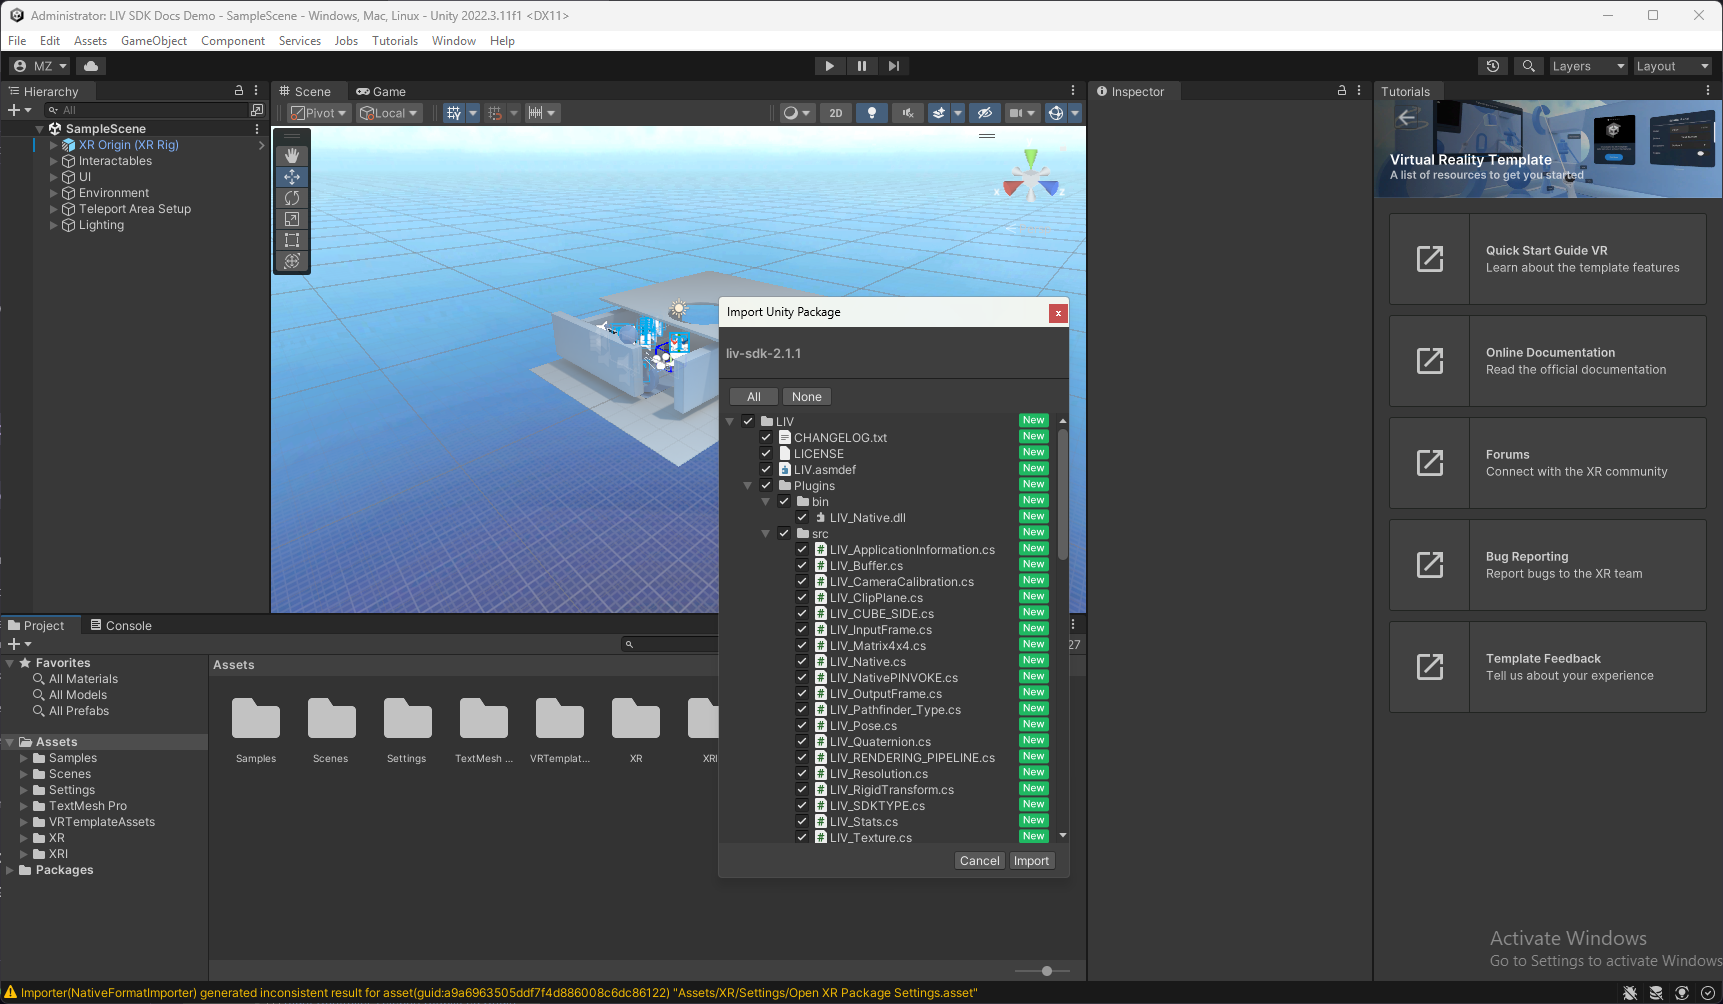 Administrator: LIV SDK Docs Demo - SampleScene - Windows, Mac, Linux - Unity 2022.3.11f1 <DX11>
File Edit Assets GameObject Component Services Jobs Tutorials Window Help
MZ
Layers Layout
Hierarchy
All
SampleScene
XR Origin (XR Rig)
Interactables
UI
Environment
Teleport Area Setup
Lighting
Scene Game
Pivot Local 2D
Inspector
Tutorials
Virtual Reality Template
A list of resources to get you started
Quick Start Guide VR
Learn about the template features
Online Documentation
Read the official documentation
Forums
Connect with the XR community
Bug Reporting
Report bugs to the XR team
Template Feedback
Tell us about your experience
Import Unity Package
x
liv-sdk-2.1.1
All None
LIV New
CHANGELOG.txt New
LICENSE New
LIV.asmdef New
Plugins New
bin New
LIV_Native.dll New
src New
LIV_ApplicationInformation.cs New
LIV_Buffer.cs New
LIV_CameraCalibration.cs New
LIV_ClipPlane.cs New
LIV_CUBE_SIDE.cs New
LIV_InputFrame.cs New
LIV_Matrix4x4.cs New
LIV_Native.cs New
LIV_NativePINVOKE.cs New
LIV_OutputFrame.cs New
LIV_Pathfinder_Type.cs New
LIV_Pose.cs New
LIV_Quaternion.cs New
LIV_RENDERING_PIPELINE.cs New
LIV_Resolution.cs New
LIV_RigidTransform.cs New
LIV_SDKTYPE.cs New
LIV_Stats.cs New
LIV_Texture.cs New
Cancel Import
Project Console
27
Favorites
All Materials
All Models
All Prefabs
Assets
Samples
Scenes
Settings
TextMesh Pro
VRTemplateAssets
XR
XRI
Packages
Assets
Samples Scenes Settings TextMesh ... VRTemplat... XR XRI
Activate Windows
Go to Settings to activate Windows
Importer(NativeFormatImporter) generated inconsistent result for asset(guid:a9a6963505ddf7f4d886008c6dc86122) "Assets/XR/Settings/Open XR Package Settings.asset"